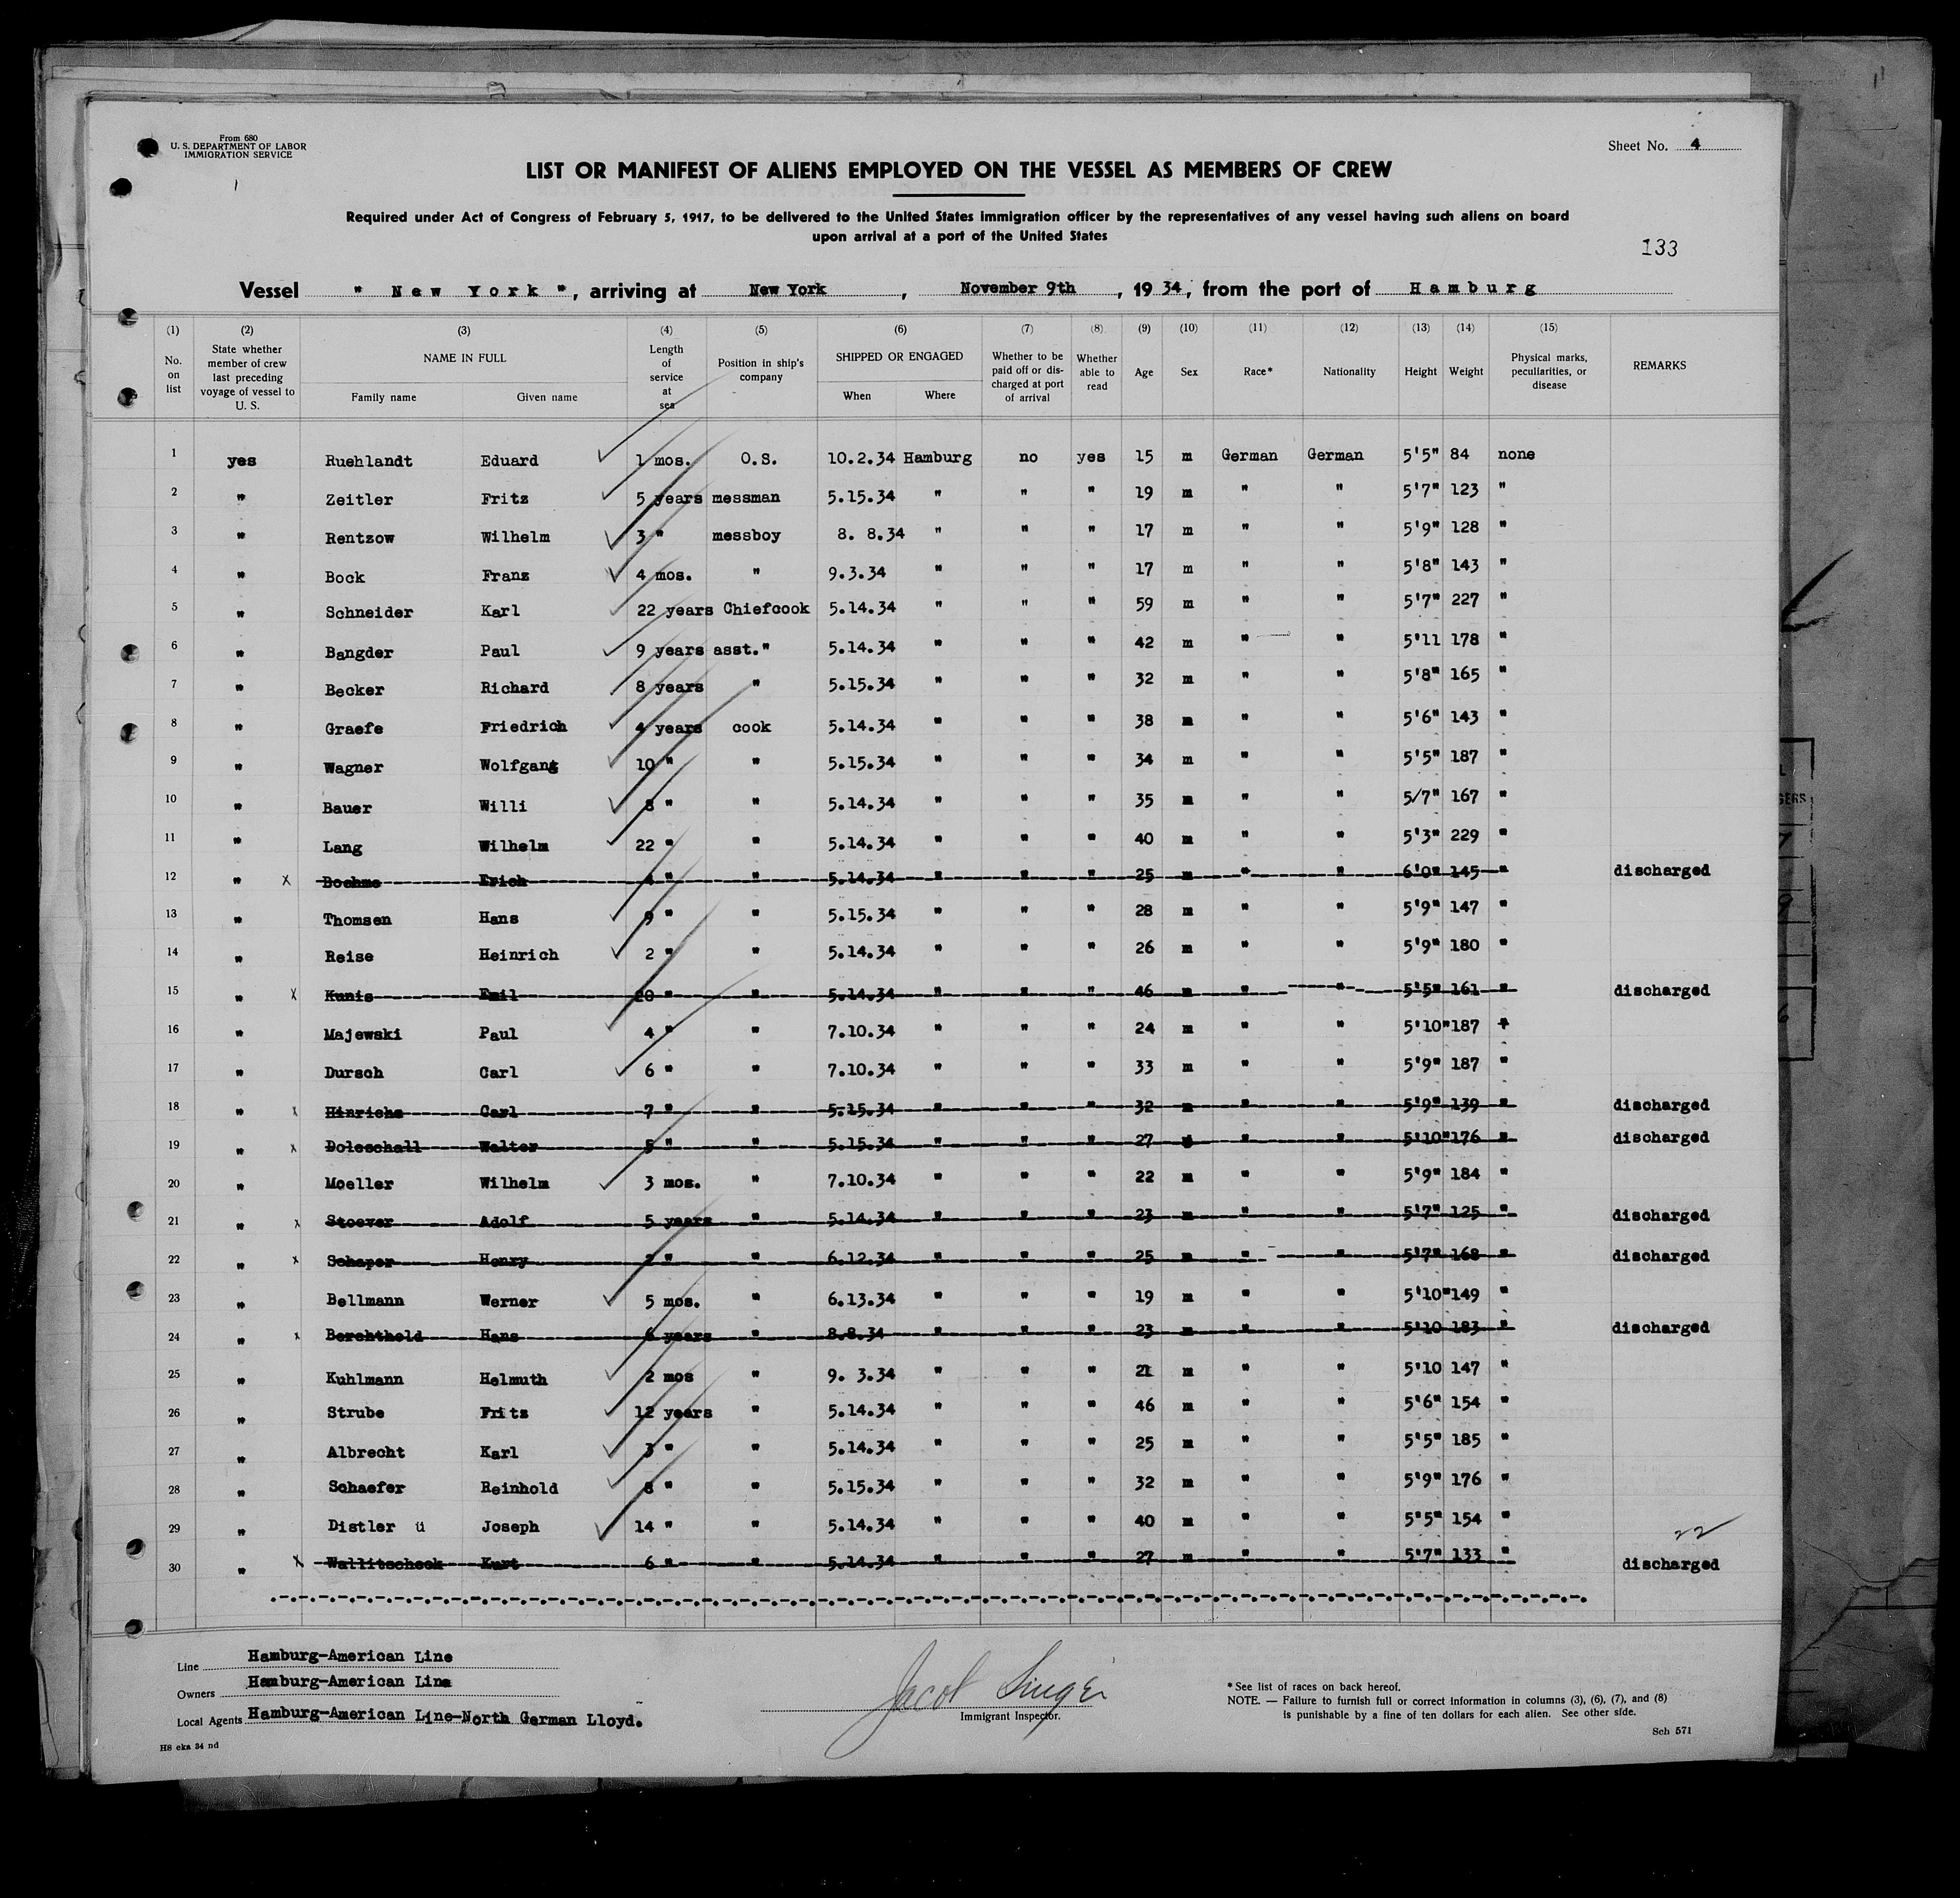 From 680
U. S. DEPARTMENT OF LABOR
IMMIGRATION SERVICE
Sheet No. 4
LIST OR MANIFEST OF ALIENS EMPLOYED ON THE VESSEL AS MEMBERS OF CREW
Required under Act of Congress of February 5, 1917, to be delivered to the United States immigration officer by the representatives of any vessel having such aliens on board
upon arrival at a port of the United States
133
Vessel " New York ", arriving at New York , November 9th , 19 34, from the port of Hamburg
(1) (2) (3) (4) (5) (6) (7) (8) (9) (10) (11) (12) (13) (14) (15)
No. on list State whether member of crew last preceding voyage of vessel to U. S. NAME IN FULL Family name Given name Length of service at sea Position in ship's company SHIPPED OR ENGAGED When Where Whether to be paid off or discharged at port of arrival Whether able to read Age Sex Race* Nationality Height Weight Physical marks, peculiarities, or disease REMARKS
1 yes Ruehlandt Eduard 1 mos. O.S. 10.2.34 Hamburg no yes 15 m German German 5'5" 84 none
2 " Zeitler Fritz 5 years messman 5.15.34 " " " 19 m " " 5'7" 123 "
3 " Rentzow Wilhelm 3 " messboy 8. 8.34 " " " 17 m " " 5'9" 128 "
4 " Bock Franz 4 mos. " 9.3.34 " " " 17 m " " 5'8" 143 "
5 " Schneider Karl 22 years Chiefcook 5.14.34 " " " 59 m " " 5'7" 227 "
6 " Bangder Paul 9 years asst." 5.14.34 " " " 42 m " " 5'11 178 "
7 " Becker Richard 8 years " 5.15.34 " " " 32 m " " 5'8" 165 "
8 " Graefe Friedrich 4 years cook 5.14.34 " " " 38 m " " 5'6" 143 "
9 " Wagner Wolfgang 10 " " 5.15.34 " " " 34 m " " 5'5" 187 "
10 " Bauer Willi 8 " " 5.14.34 " " " 35 m " " 5/7" 167 "
11 " Lang Wilhelm 22 " " 5.14.34 " " " 40 m " " 5'3" 229 "
12 " x Boehme Erich 4 " " 5.14.34 " " " 25 m " " 6'0" 145 " discharged
13 " Thomsen Hans 9 " " 5.15.34 " " " 28 m " " 5'9" 147 "
14 " Reise Heinrich 2 " " 5.14.34 " " " 26 m " " 5'9" 180 "
15 " x Kunis Emil 20 " " 5.14.34 " " " 46 m " " 5'5" 161 " discharged
16 " Majewski Paul 4 " " 7.10.34 " " " 24 m " " 5'10" 187 "
17 " Dursch Carl 6 " " 7.10.34 " " " 33 m " " 5'9" 187 "
18 " x Hinrichs Carl 7 " " 5.15.34 " " " 32 m " " 5'9" 139 " discharged
19 " x Doleschall Walter 5 " " 5.15.34 " " " 27 m " " 5'10" 176 " discharged
20 " Moeller Wilhelm 3 mos. " 7.10.34 " " " 22 m " " 5'9" 184 "
21 " x Stoever Adolf 5 years " 5.14.34 " " " 23 m " " 5'7" 125 " discharged
22 " x Schaper Henry 2 " " 6.12.34 " " " 25 m " " 5'7" 168 " discharged
23 " Bellmann Werner 5 mos. " 6.13.34 " " " 19 m " " 5'10" 149 "
24 " x Berchthold Hans 6 years " 8.8.34 " " " 23 m " " 5'10 183 " discharged
25 " Kuhlmann Helmuth 2 mos " 9. 3.34 " " " 21 m " " 5'10 147 "
26 " Strube Fritz 12 years " 5.14.34 " " " 46 m " " 5'6" 154 "
27 " Albrecht Karl 3 " " 5.14.34 " " " 25 m " " 5'5" 185 "
28 " Schaefer Reinhold 8 " " 5.15.34 " " " 32 m " " 5'9" 176 "
29 " Distler ü Joseph 14 " " 5.14.34 " " " 40 m " " 5'5" 154 "
22
30 " x Wallitscheck Kurt 6 " " 5.14.34 " " " 27 m " " 5'7" 133 " discharged
Line Hamburg-American Line
Owners Hamburg-American Line
Local Agents Hamburg-American Line-North German Lloyd.
H8 eka 34 nd
Jacob Singer
Immigrant Inspector.
* See list of races on back hereof.
NOTE. — Failure to furnish full or correct information in columns (3), (6), (7), and (8)
is punishable by a fine of ten dollars for each alien. See other side.
Sch 571